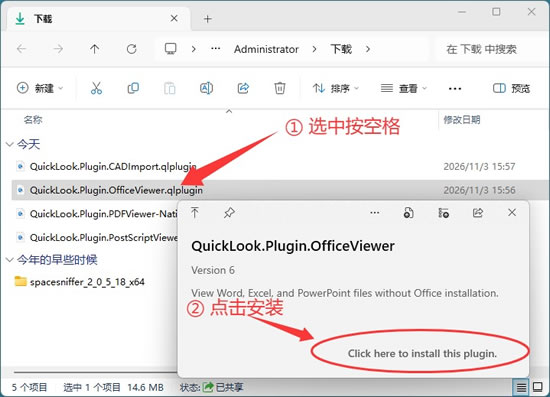 下载
Administrator
下载
在 下载 中搜索
新建
排序
查看
预览
① 选中按空格
名称
修改日期
今天
QuickLook.Plugin.CADImport.qlplugin
2026/11/3 15:57
QuickLook.Plugin.OfficeViewer.qlplugin
2026/11/3 15:56
QuickLook.Plugin.PDFViewer-Nati
QuickLook.Plugin.PostScriptViewe
今年的早些时候
spacesniffer_2_0_5_18_x64
QuickLook.Plugin.OfficeViewer
Version 6
View Word, Excel, and PowerPoint files without Office installation.
② 点击安装
Click here to install this plugin.
5 个项目
选中 1 个项目
14.6 MB
状态: 已共享